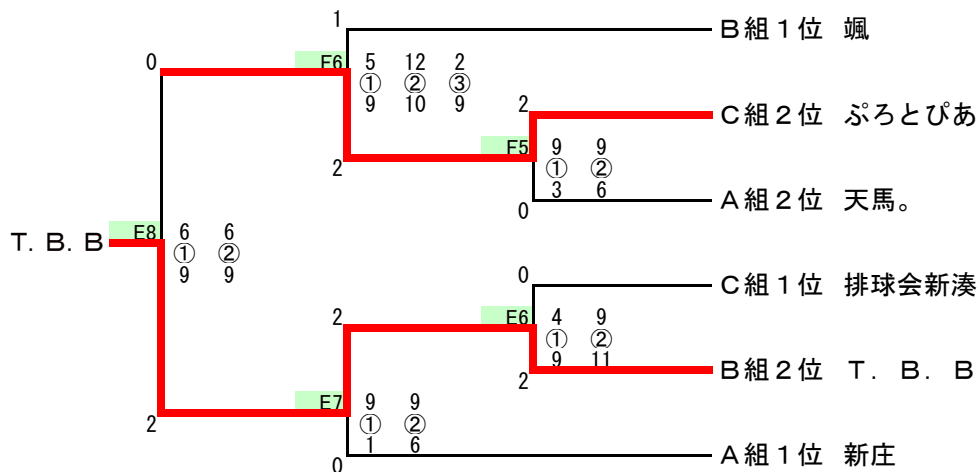 1
B組1位 颯
0
F6
5 12 2
① ② ③
9 10 9
2
C組2位 ぷろとぴあ
F5
9 9
① ②
3 6
2
0
A組2位 天馬。
T. B. B
E8
6 6
① ②
9 9
0
C組1位 排球会新湊
2
E6
4 9
① ②
9 11
2
B組2位 T. B. B
E7
9 9
① ②
1 6
2
0
A組1位 新庄